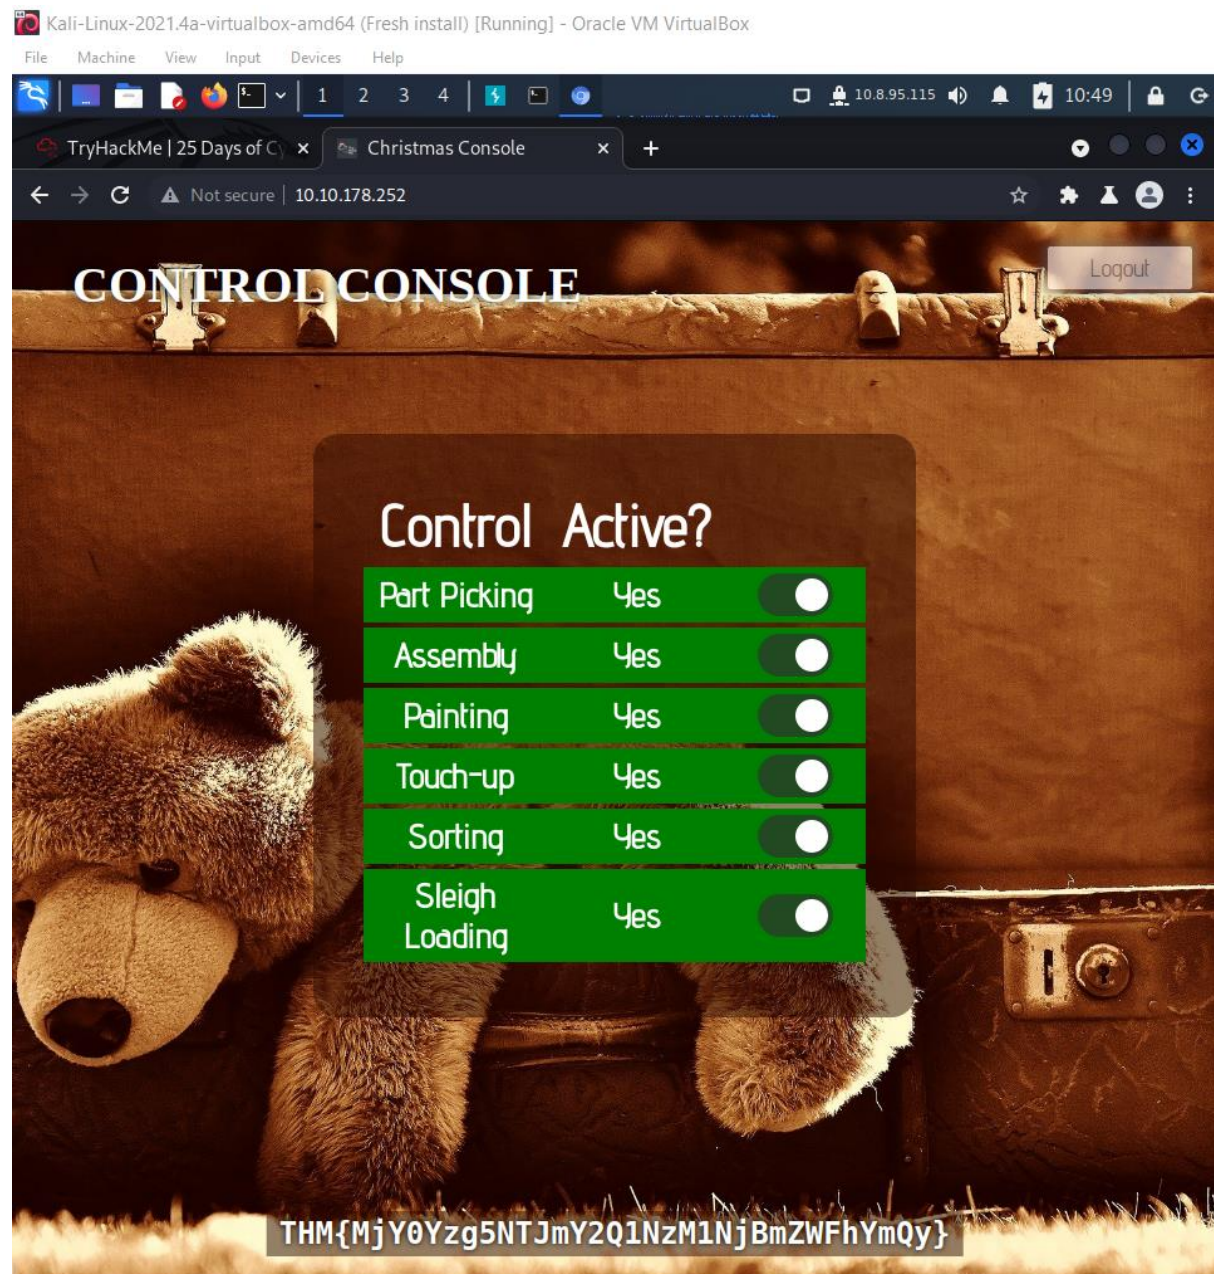 Kali-Linux-2021.4a-virtualbox-amd64 (Fresh install) [Running] - Oracle VM VirtualBox
File Machine View Input Devices Help
1 2 3 4 10.8.95.115 10:49
TryHackMe | 25 Days of Cy Christmas Console
Not secure 10.10.178.252
CONTROL CONSOLE
Logout
Control Active?
Part Picking Yes
Assembly Yes
Painting Yes
Touch-up Yes
Sorting Yes
Sleigh
Loading Yes
THM{MjY0Yzg5NTJmY2Q1NzM1NjBmZWFhYmQy}